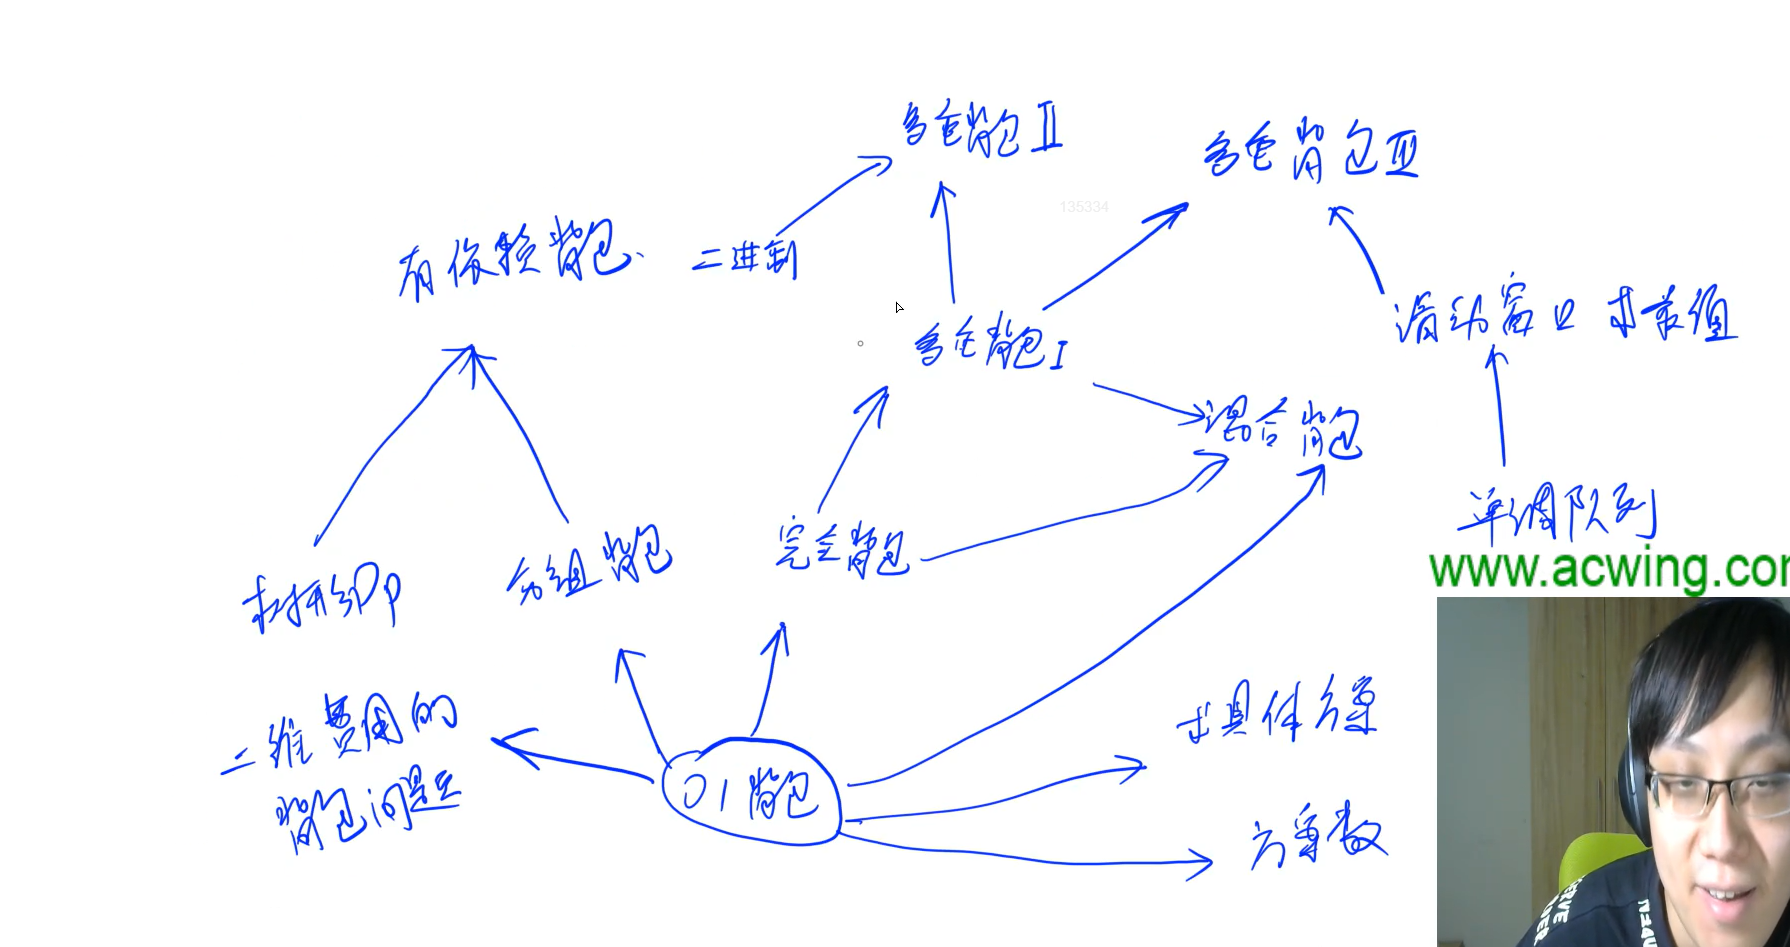 多重背包 II
多重背包 III
135334
有依赖背包
二进制
滑动窗口 求最值
多重背包 I
混合背包
单调队列
完全背包
分组背包
树形DP
www.acwing.com
二维费用的
背包问题
01背包
求具体方案
方案数